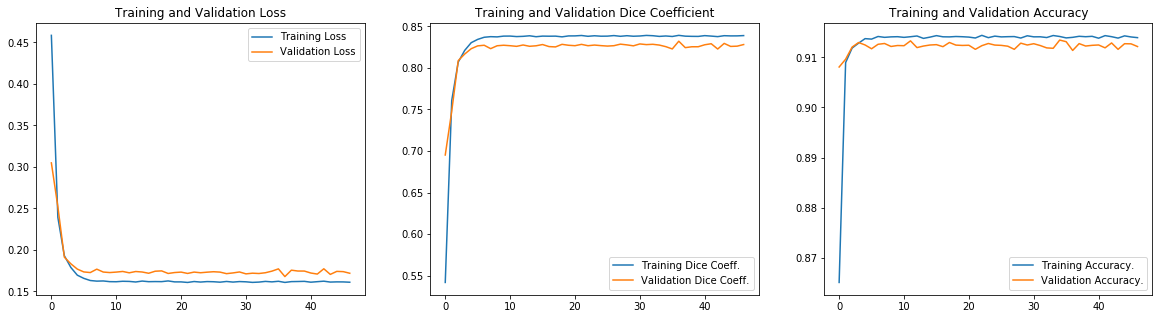 Training and Validation Loss
0.45
0.40
0.35
0.30
0.25
0.20
0.15
0 10 20 30 40
Training Loss
Validation Loss
Training and Validation Dice Coefficient
0.85
0.80
0.75
0.70
0.65
0.60
0.55
0 10 20 30 40
Training Dice Coeff.
Validation Dice Coeff.
Training and Validation Accuracy
0.91
0.90
0.89
0.88
0.87
0 10 20 30 40
Training Accuracy.
Validation Accuracy.